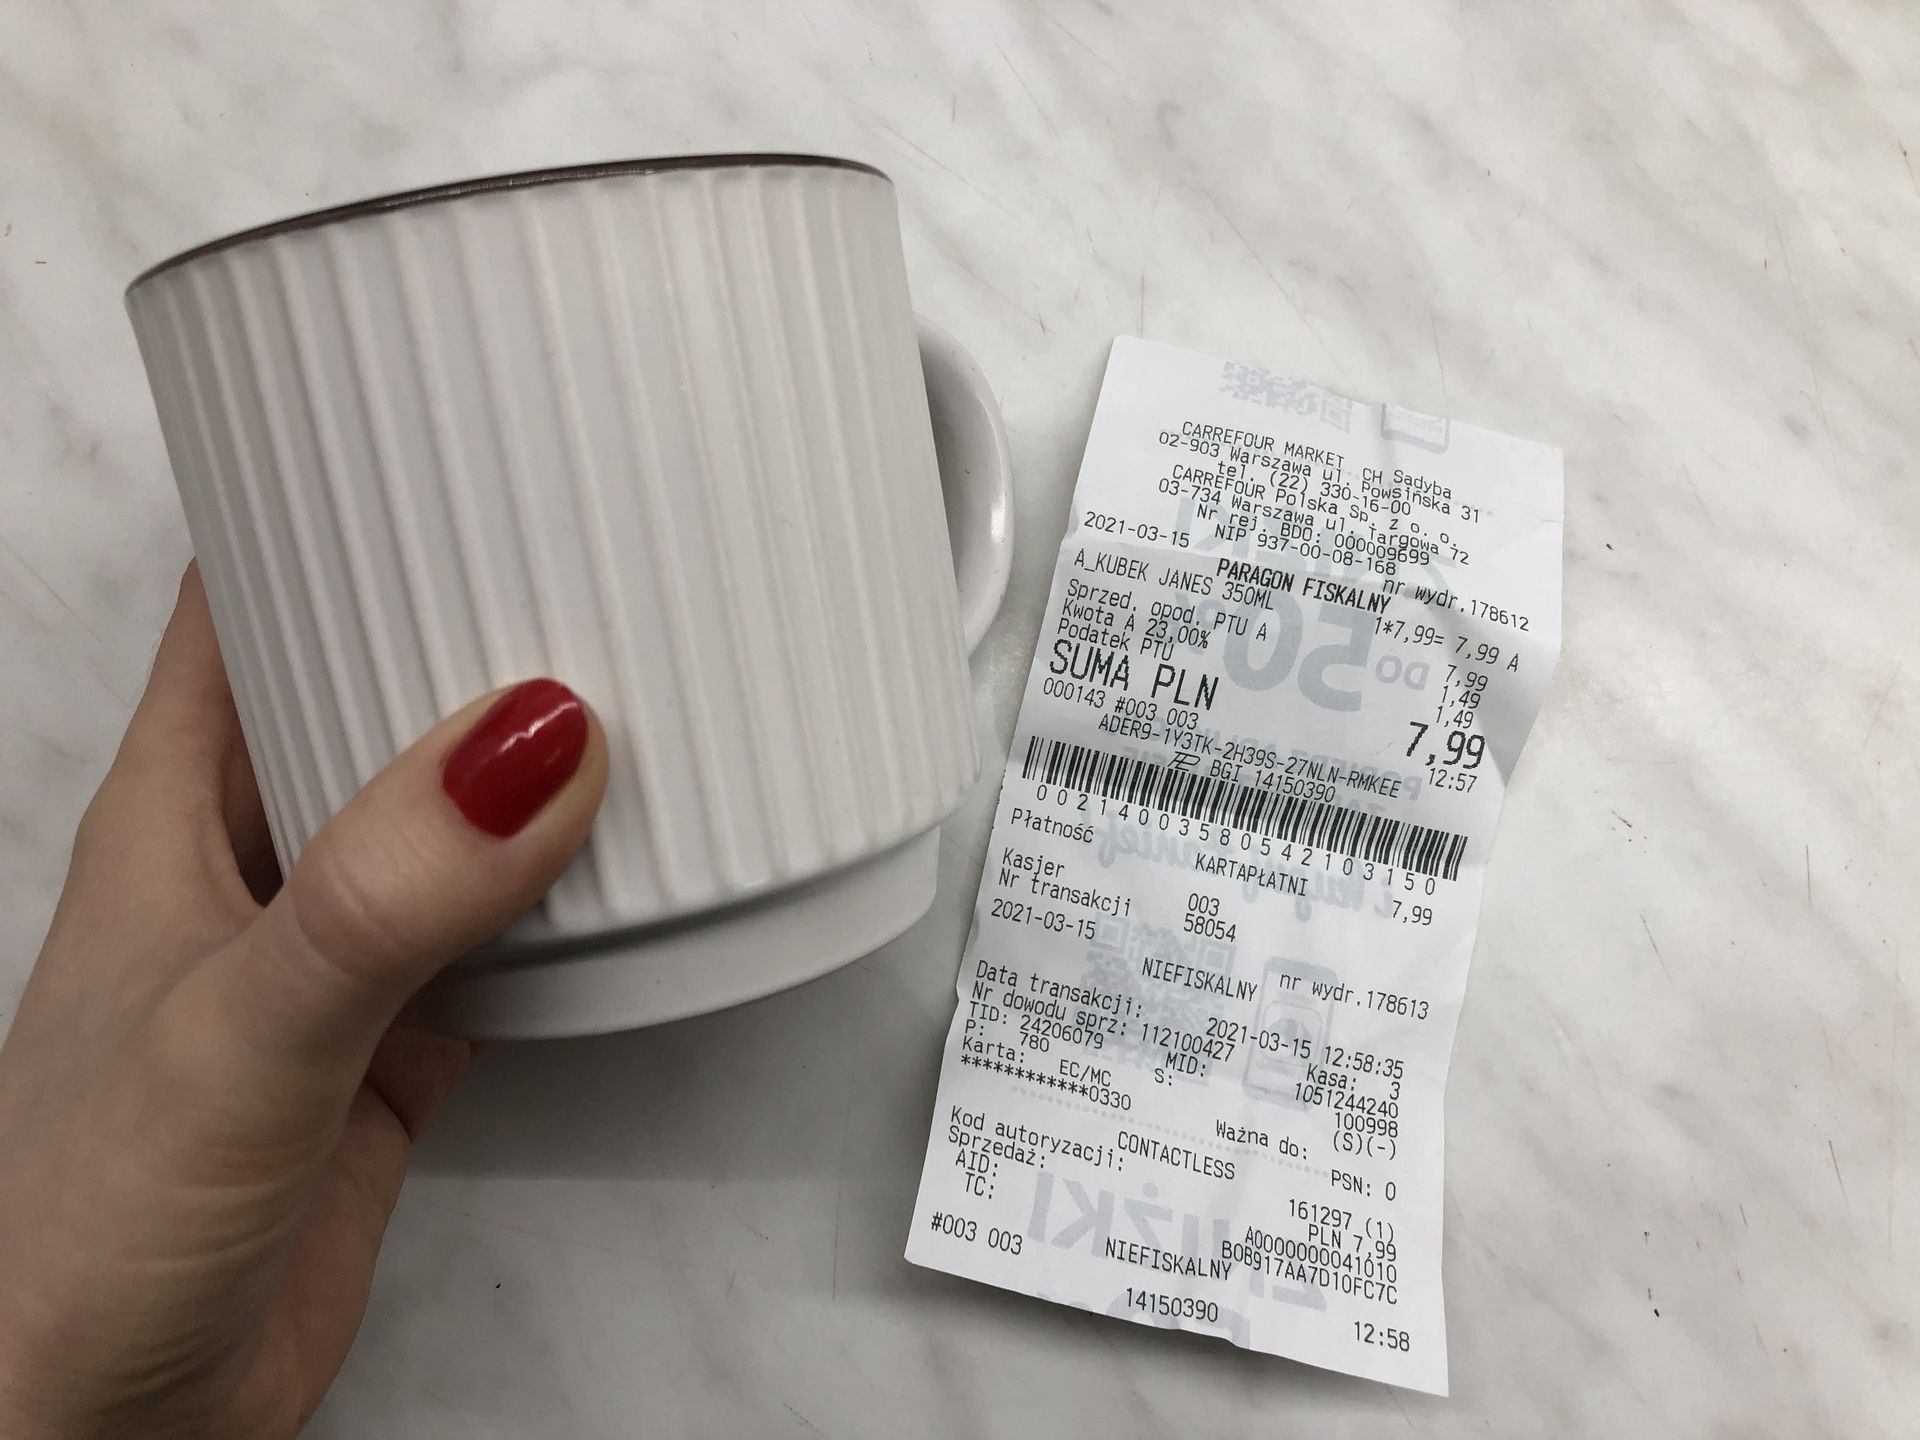 CARREFOUR MARKET CH Sadyba
02-903 Warszawa ul. Powsińska 31
tel. (22) 330-16-00
CARREFOUR Polska Sp. z o. o.
03-734 Warszawa ul. Targowa 72
Nr rej. BDO: 000009699
NIP 937-00-08-168
2021-03-15 nr wydr.178612
PARAGON FISKALNY
A_KUBEK JANES 350ML 1*7,99= 7,99 A
Sprzed. opod. PTU A 7,99
Kwota A 23,00% 1,49
Podatek PTU 1,49
SUMA PLN 7,99
000143 #003 003 12:57
ADER9-1Y3TK-2H39S-27NLN-RMKEE
BGI 14150390
00214003580542103150
Płatność KARTAPŁATNI 7,99
Kasjer 003
Nr transakcji 58054
2021-03-15 nr wydr.178613
NIEFISKALNY
Data transakcji: 2021-03-15 12:58:35
Nr dowodu sprz: 112100427 Kasa: 3
TID: 24206079 MID: 1051244240
P: 780 S: 100998
Karta: EC/MC (S)(-)
************0330 Ważna do: PSN: 0
CONTACTLESS
Kod autoryzacji: 161297 (1)
Sprzedaż: PLN 7,99
AID: A0000000041010
TC: B0B917AA7D10FC7C
NIEFISKALNY
#003 003 12:58
14150390